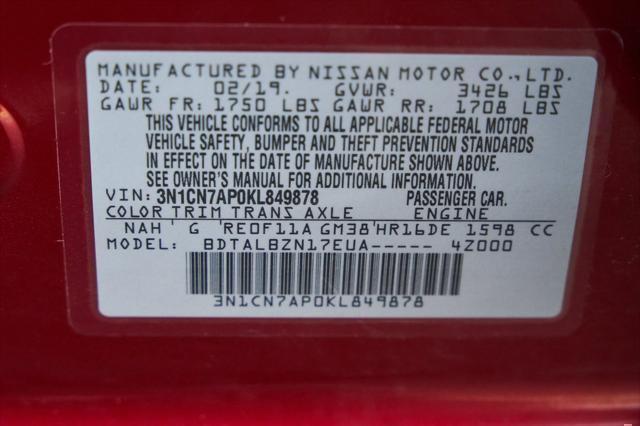 MANUFACTURED BY NISSAN MOTOR CO.,LTD.
DATE: 02/19. GVWR: 3426 LBS
GAWR FR: 1750 LBS GAWR RR: 1708 LBS
THIS VEHICLE CONFORMS TO ALL APPLICABLE FEDERAL MOTOR
VEHICLE SAFETY, BUMPER AND THEFT PREVENTION STANDARDS
IN EFFECT ON THE DATE OF MANUFACTURE SHOWN ABOVE.
SEE OWNER'S MANUAL FOR ADDITIONAL INFORMATION.
VIN: 3N1CN7AP0KL849878 PASSENGER CAR.
COLOR TRIM TRANS AXLE ENGINE
NAH ' G 'RE0F11A GM38'HR16DE 1598 CC
MODEL: BDTALBZN17EUA----- 4Z000
3N1CN7AP0KL849878